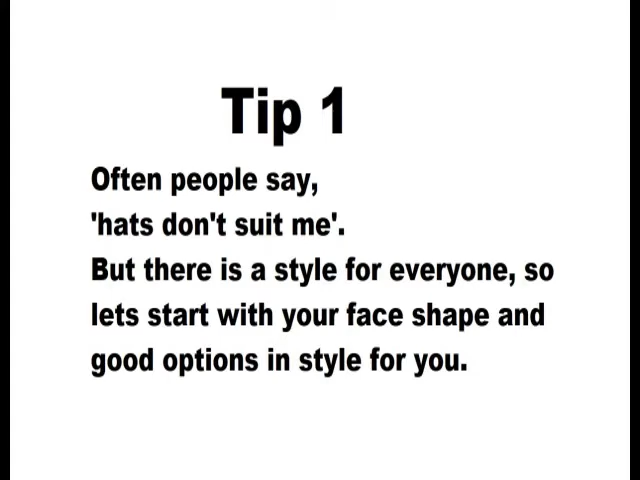 Tip 1
Often people say,
'hats don't suit me'.
But there is a style for everyone, so
lets start with your face shape and
good options in style for you.